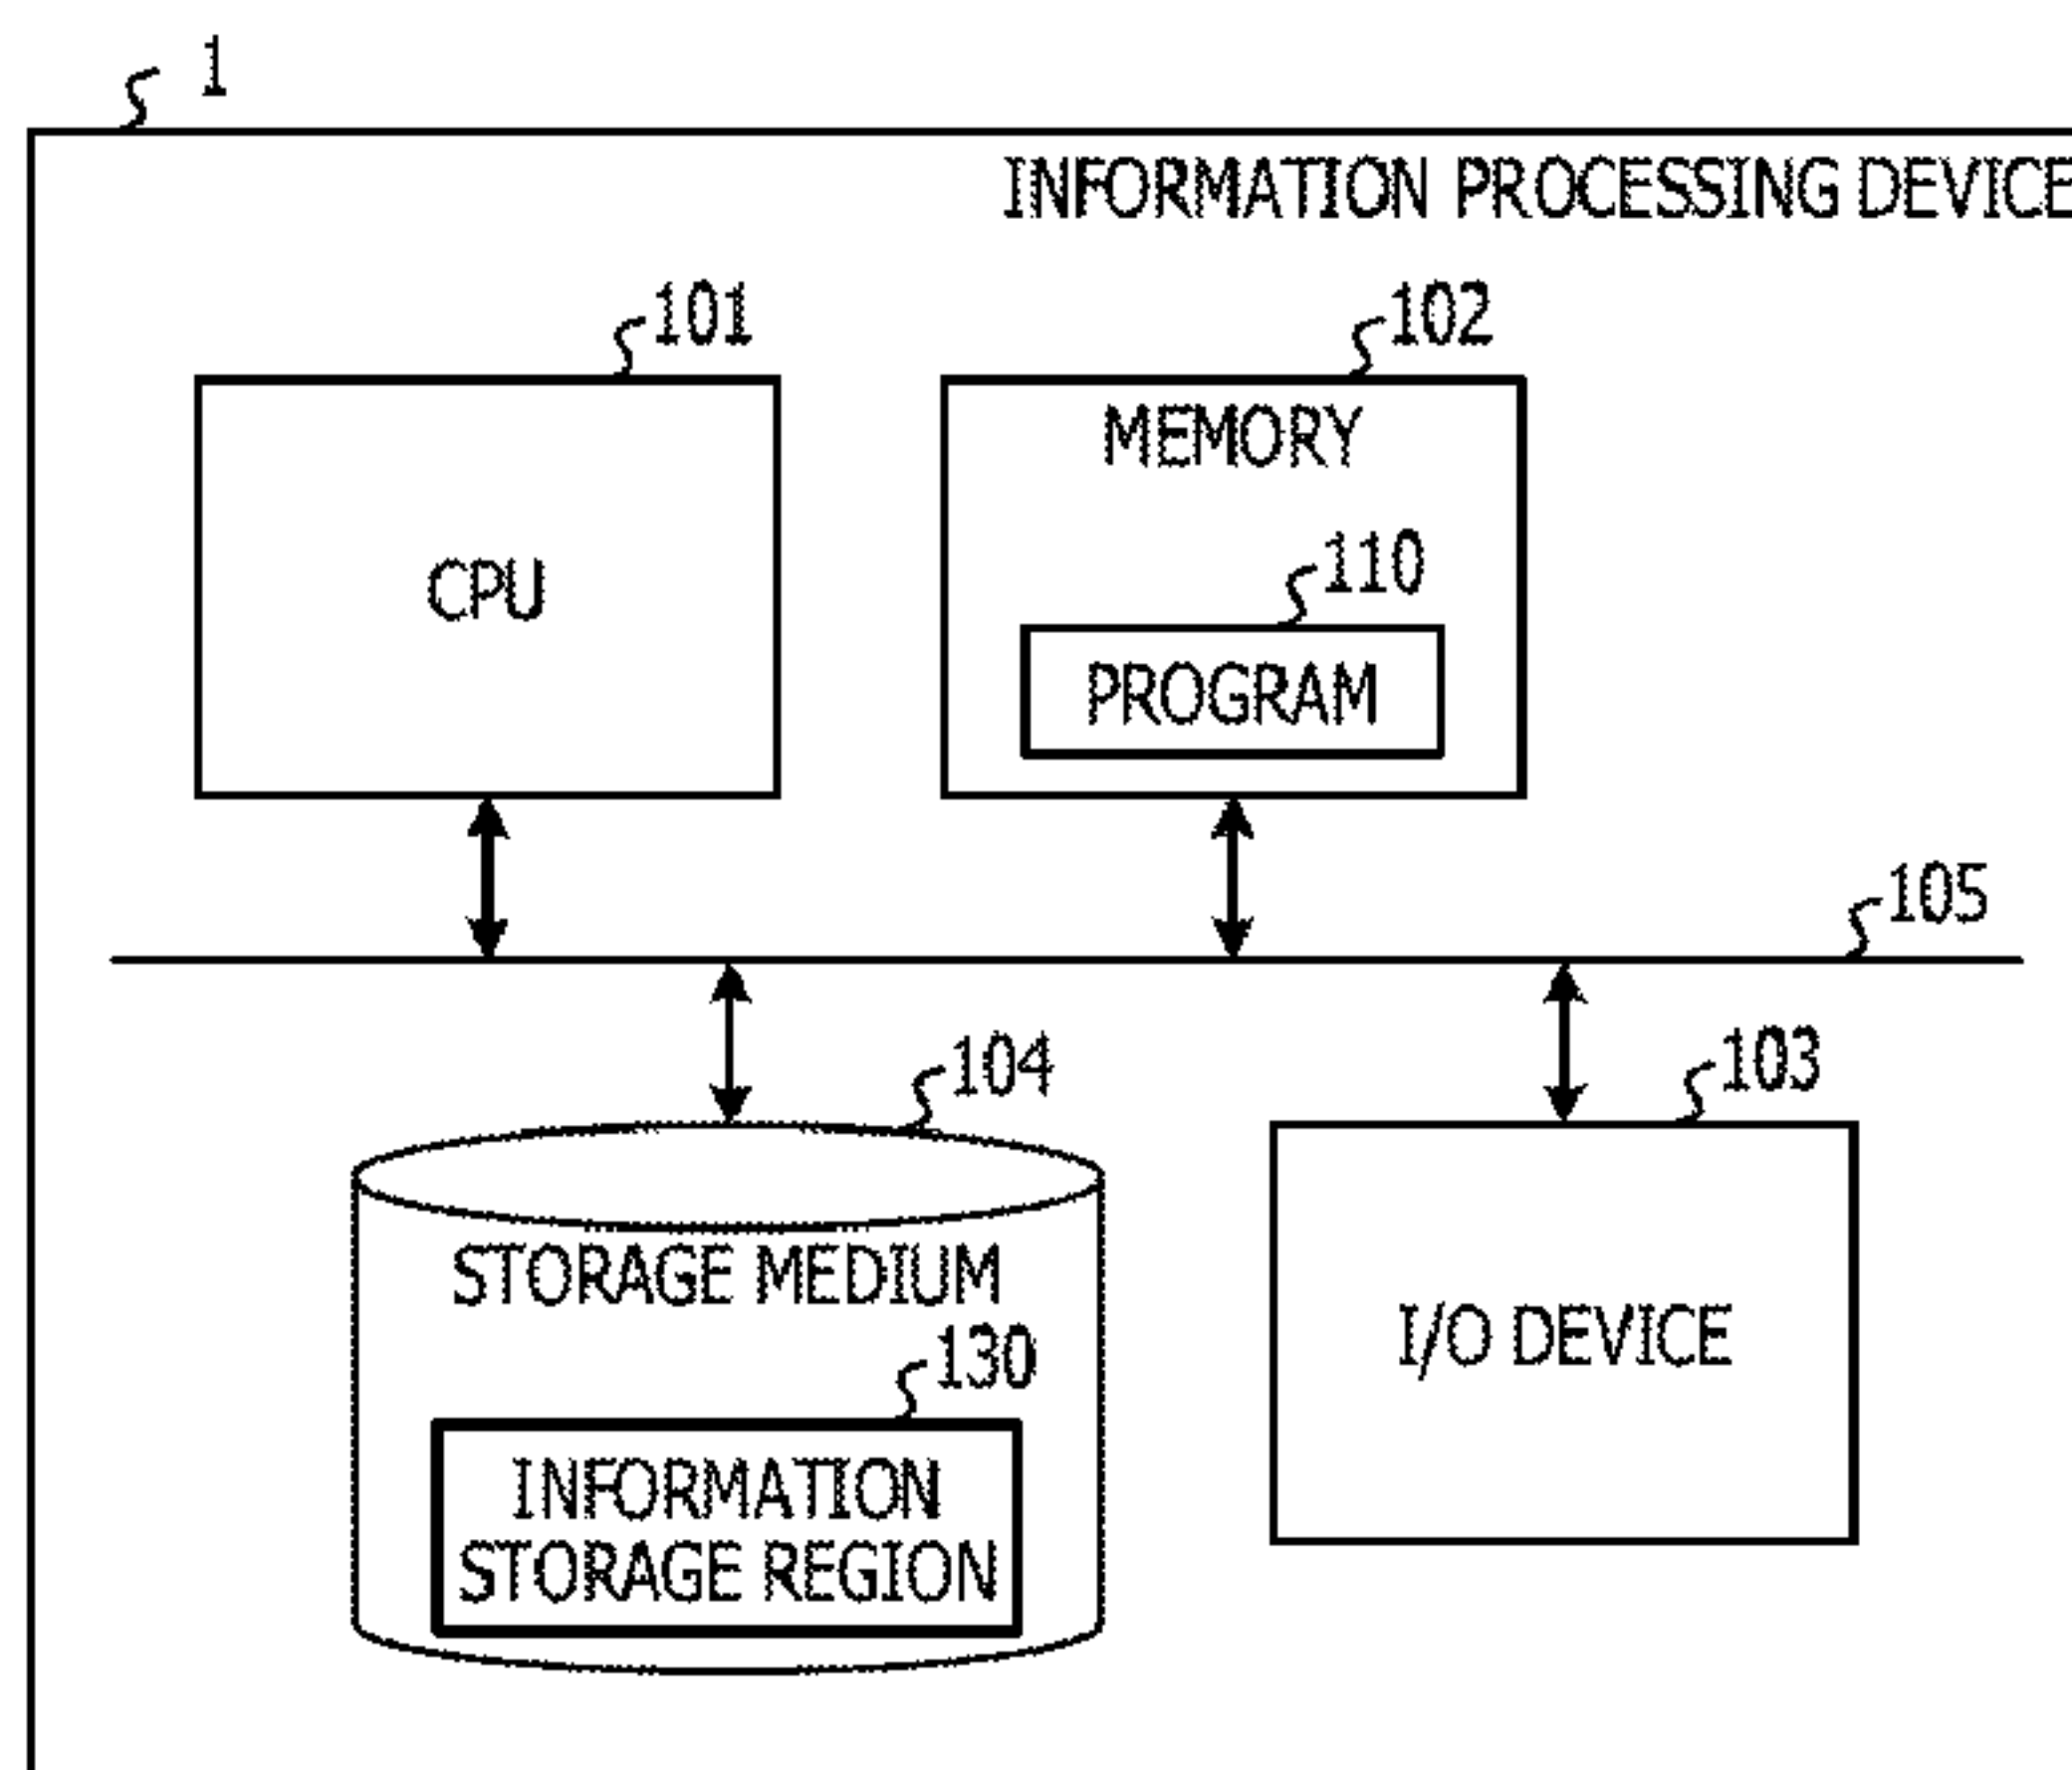 1
INFORMATION PROCESSING DEVICE
101
102
CPU
MEMORY
110
PROGRAM
105
104
103
STORAGE MEDIUM
130
I/O DEVICE
INFORMATION
STORAGE REGION